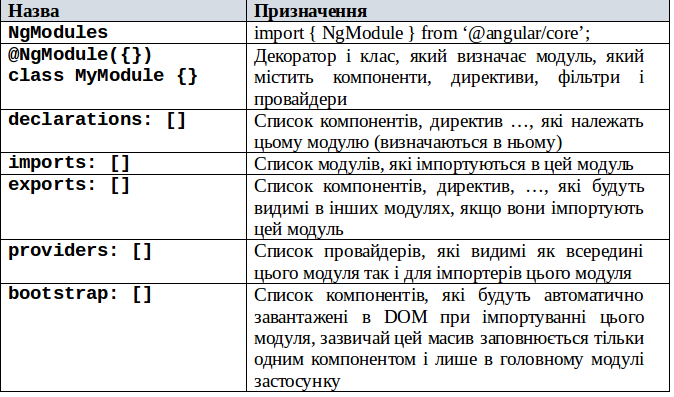 Назва Призначення
NgModules import { NgModule } from ‘@angular/core’;
@NgModule({})
class MyModule {}
Декоратор і клас, який визначає модуль, який
містить компоненти, директиви, фільтри і
провайдери
declarations: [] Список компонентів, директив …, які належать
цьому модулю (визначаються в ньому)
imports: [] Список модулів, які імпортуються в цей модуль
exports: [] Список компонентів, директив, …, які будуть
видимі в інших модулях, якщо вони імпортують
цей модуль
providers: [] Список провайдерів, які видимі як всередині
цього модуля так і для імпортерів цього модуля
bootstrap: [] Список компонентів, які будуть автоматично
завантажені в DOM при імпортуванні цього
модуля, зазвичай цей масив заповнюється тільки
одним компонентом і лише в головному модулі
застосунку